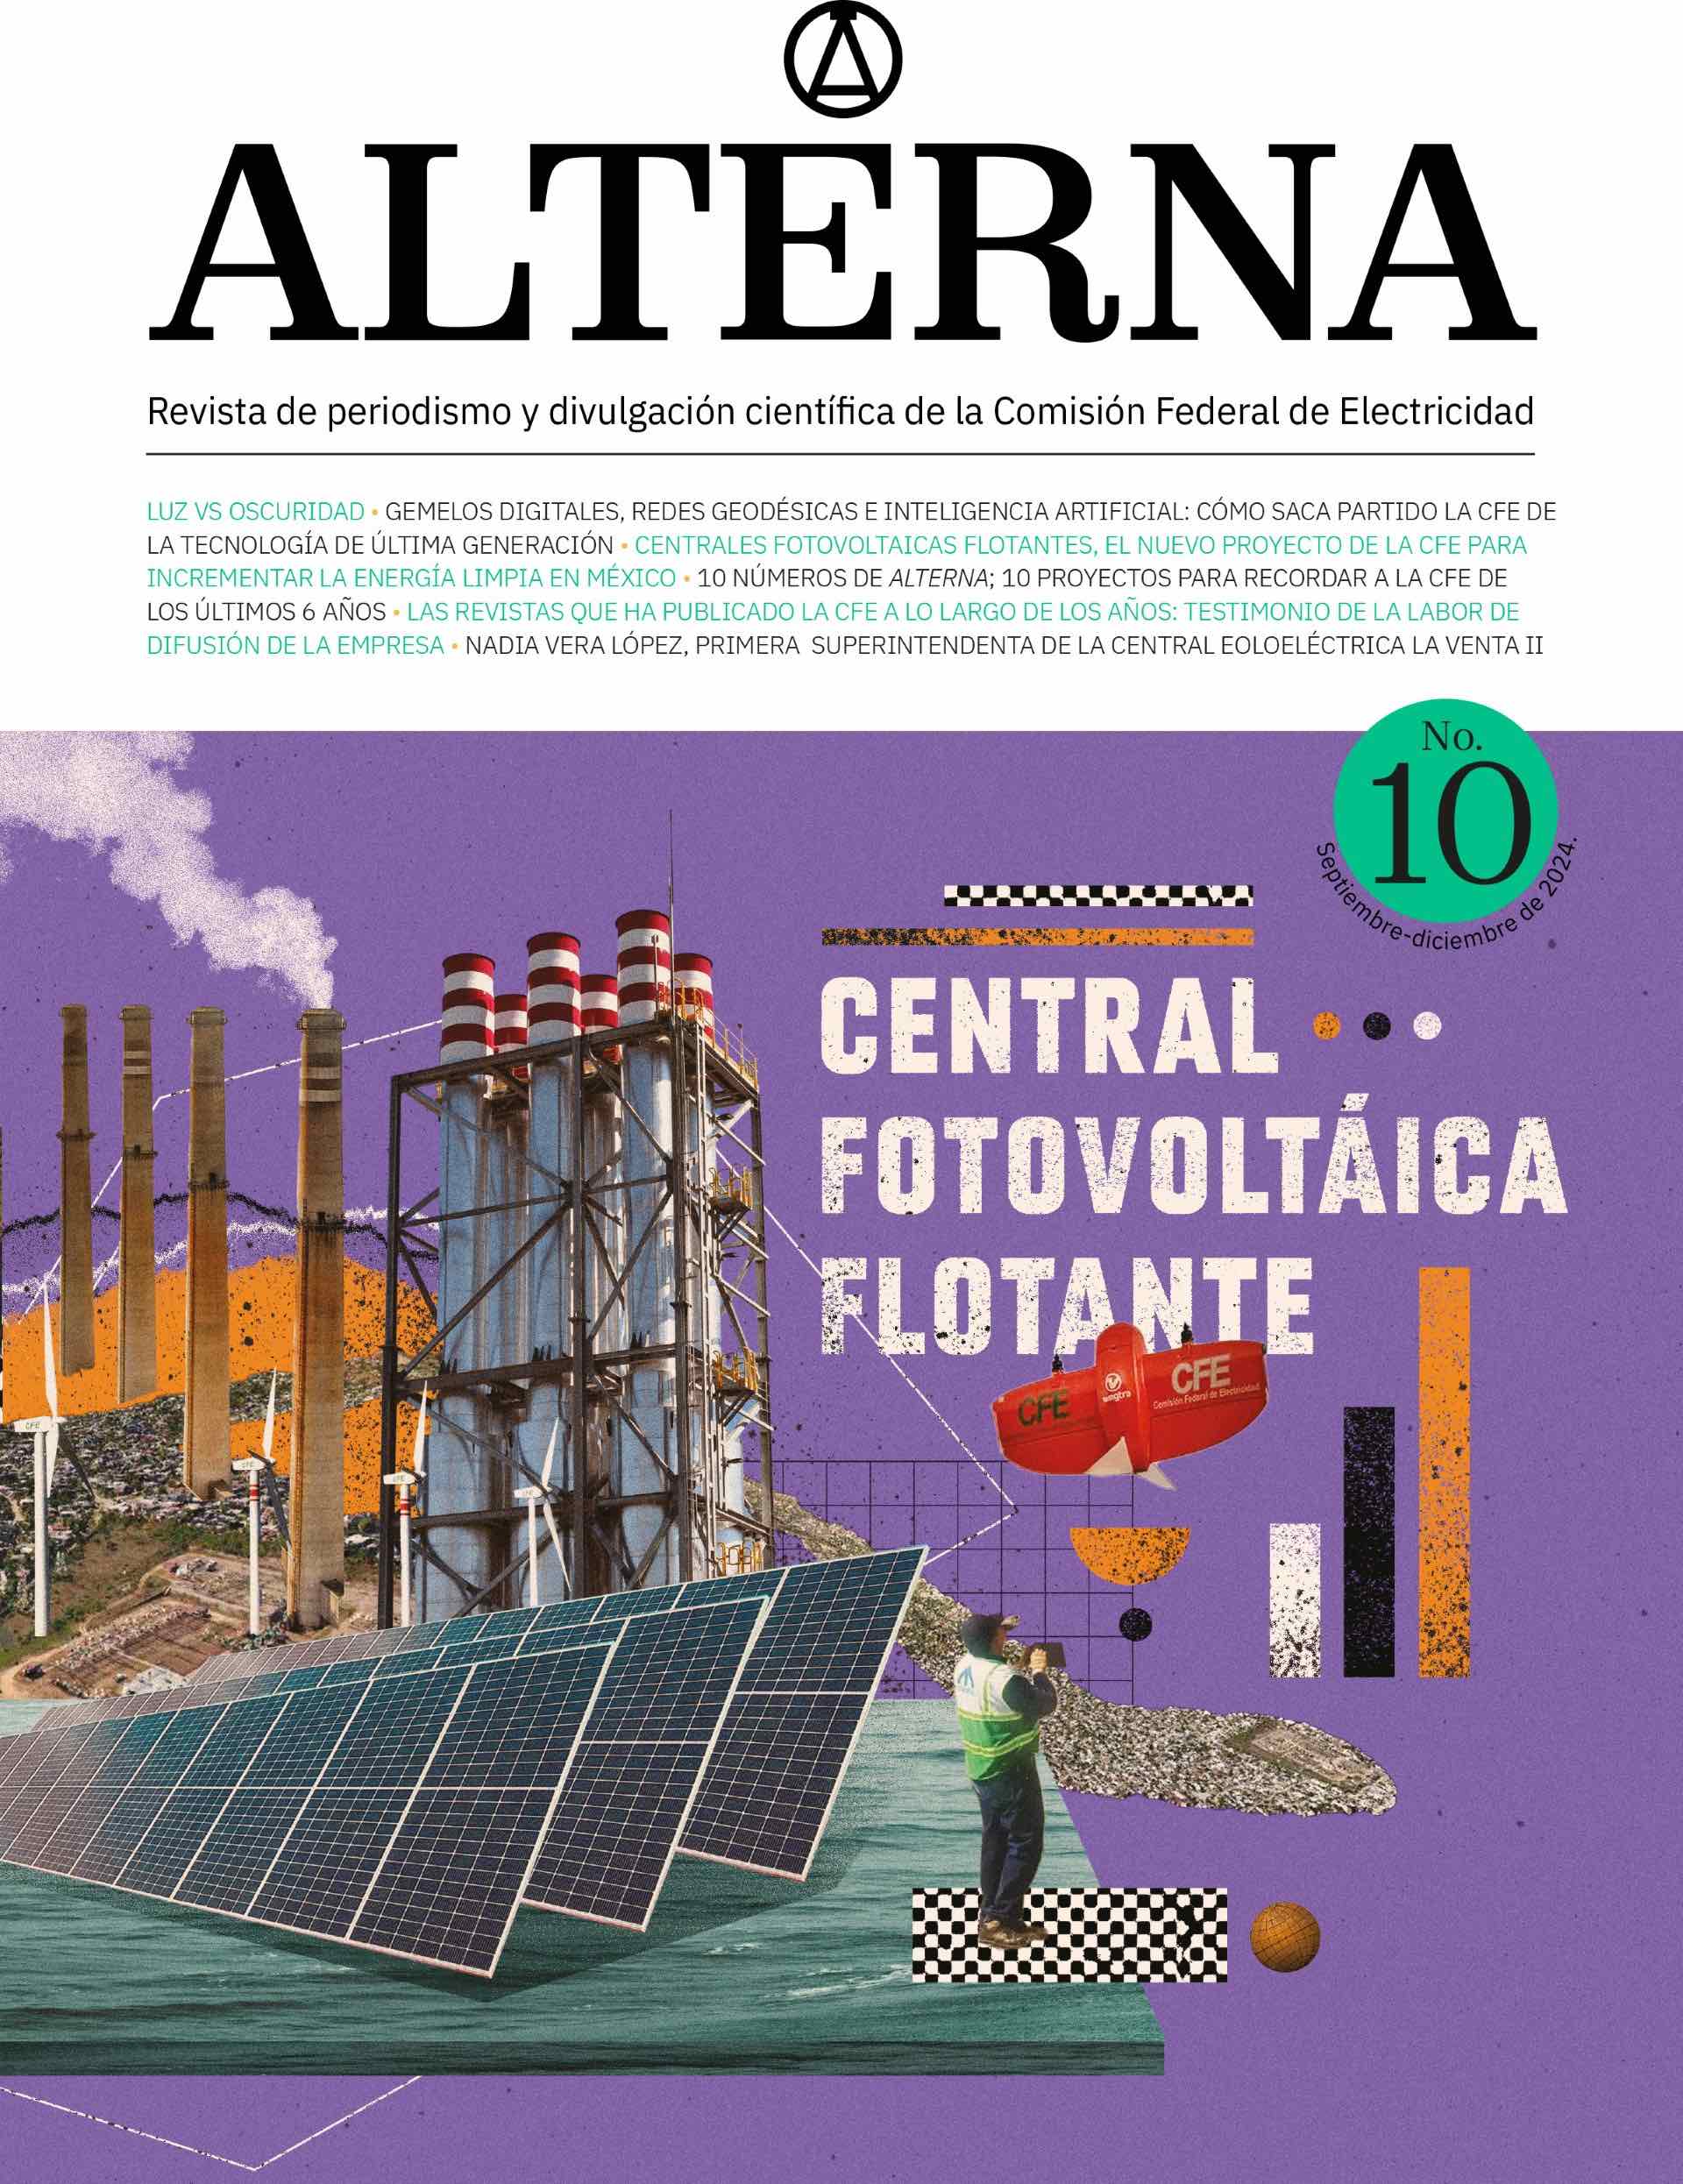 ALTERNA
Revista de periodismo y divulgación científica de la Comisión Federal de Electricidad
LUZ VS OSCURIDAD • GEMELOS DIGITALES, REDES GEODÉSICAS E INTELIGENCIA ARTIFICIAL: CÓMO SACA PARTIDO LA CFE DE
LA TECNOLOGÍA DE ÚLTIMA GENERACIÓN • CENTRALES FOTOVOLTAICAS FLOTANTES, EL NUEVO PROYECTO DE LA CFE PARA
INCREMENTAR LA ENERGÍA LIMPIA EN MÉXICO • 10 NÚMEROS DE ALTERNA; 10 PROYECTOS PARA RECORDAR A LA CFE DE
LOS ÚLTIMOS 6 AÑOS • LAS REVISTAS QUE HA PUBLICADO LA CFE A LO LARGO DE LOS AÑOS: TESTIMONIO DE LA LABOR DE
DIFUSIÓN DE LA EMPRESA • NADIA VERA LÓPEZ, PRIMERA SUPERINTENDENTA DE LA CENTRAL EOLOELÉCTRICA LA VENTA II
No.
10
Septiembre-diciembre de 2024.
CENTRAL
FOTOVOLTÁICA
FLOTANTE
CFE
wingtra
CFE
Comisión Federal de Electricidad
CFE
CFE
CFE